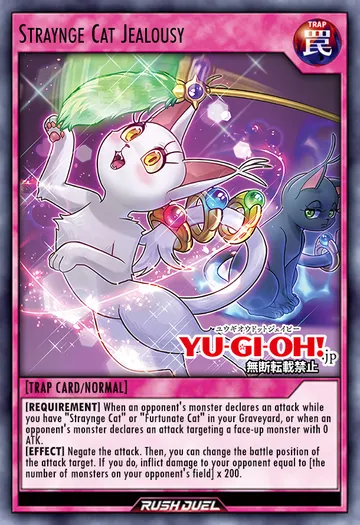 STRAYNGE CAT JEALOUSY
TRAP
罠
ユウギオウドットジェイピー
YU-GI-OH!.jp
無断転載禁止
[TRAP CARD/NORMAL]
[REQUIREMENT] When an opponent's monster declares an attack while
you have "Straynge Cat" or "Furtunate Cat" in your Graveyard, or when an
opponent's monster declares an attack targeting a face-up monster with 0
ATK.
[EFFECT] Negate the attack. Then, you can change the battle position of
the attack target. If you do, inflict damage to your opponent equal to [the
number of monsters on your opponent's field] x 200.
RUSH DUEL